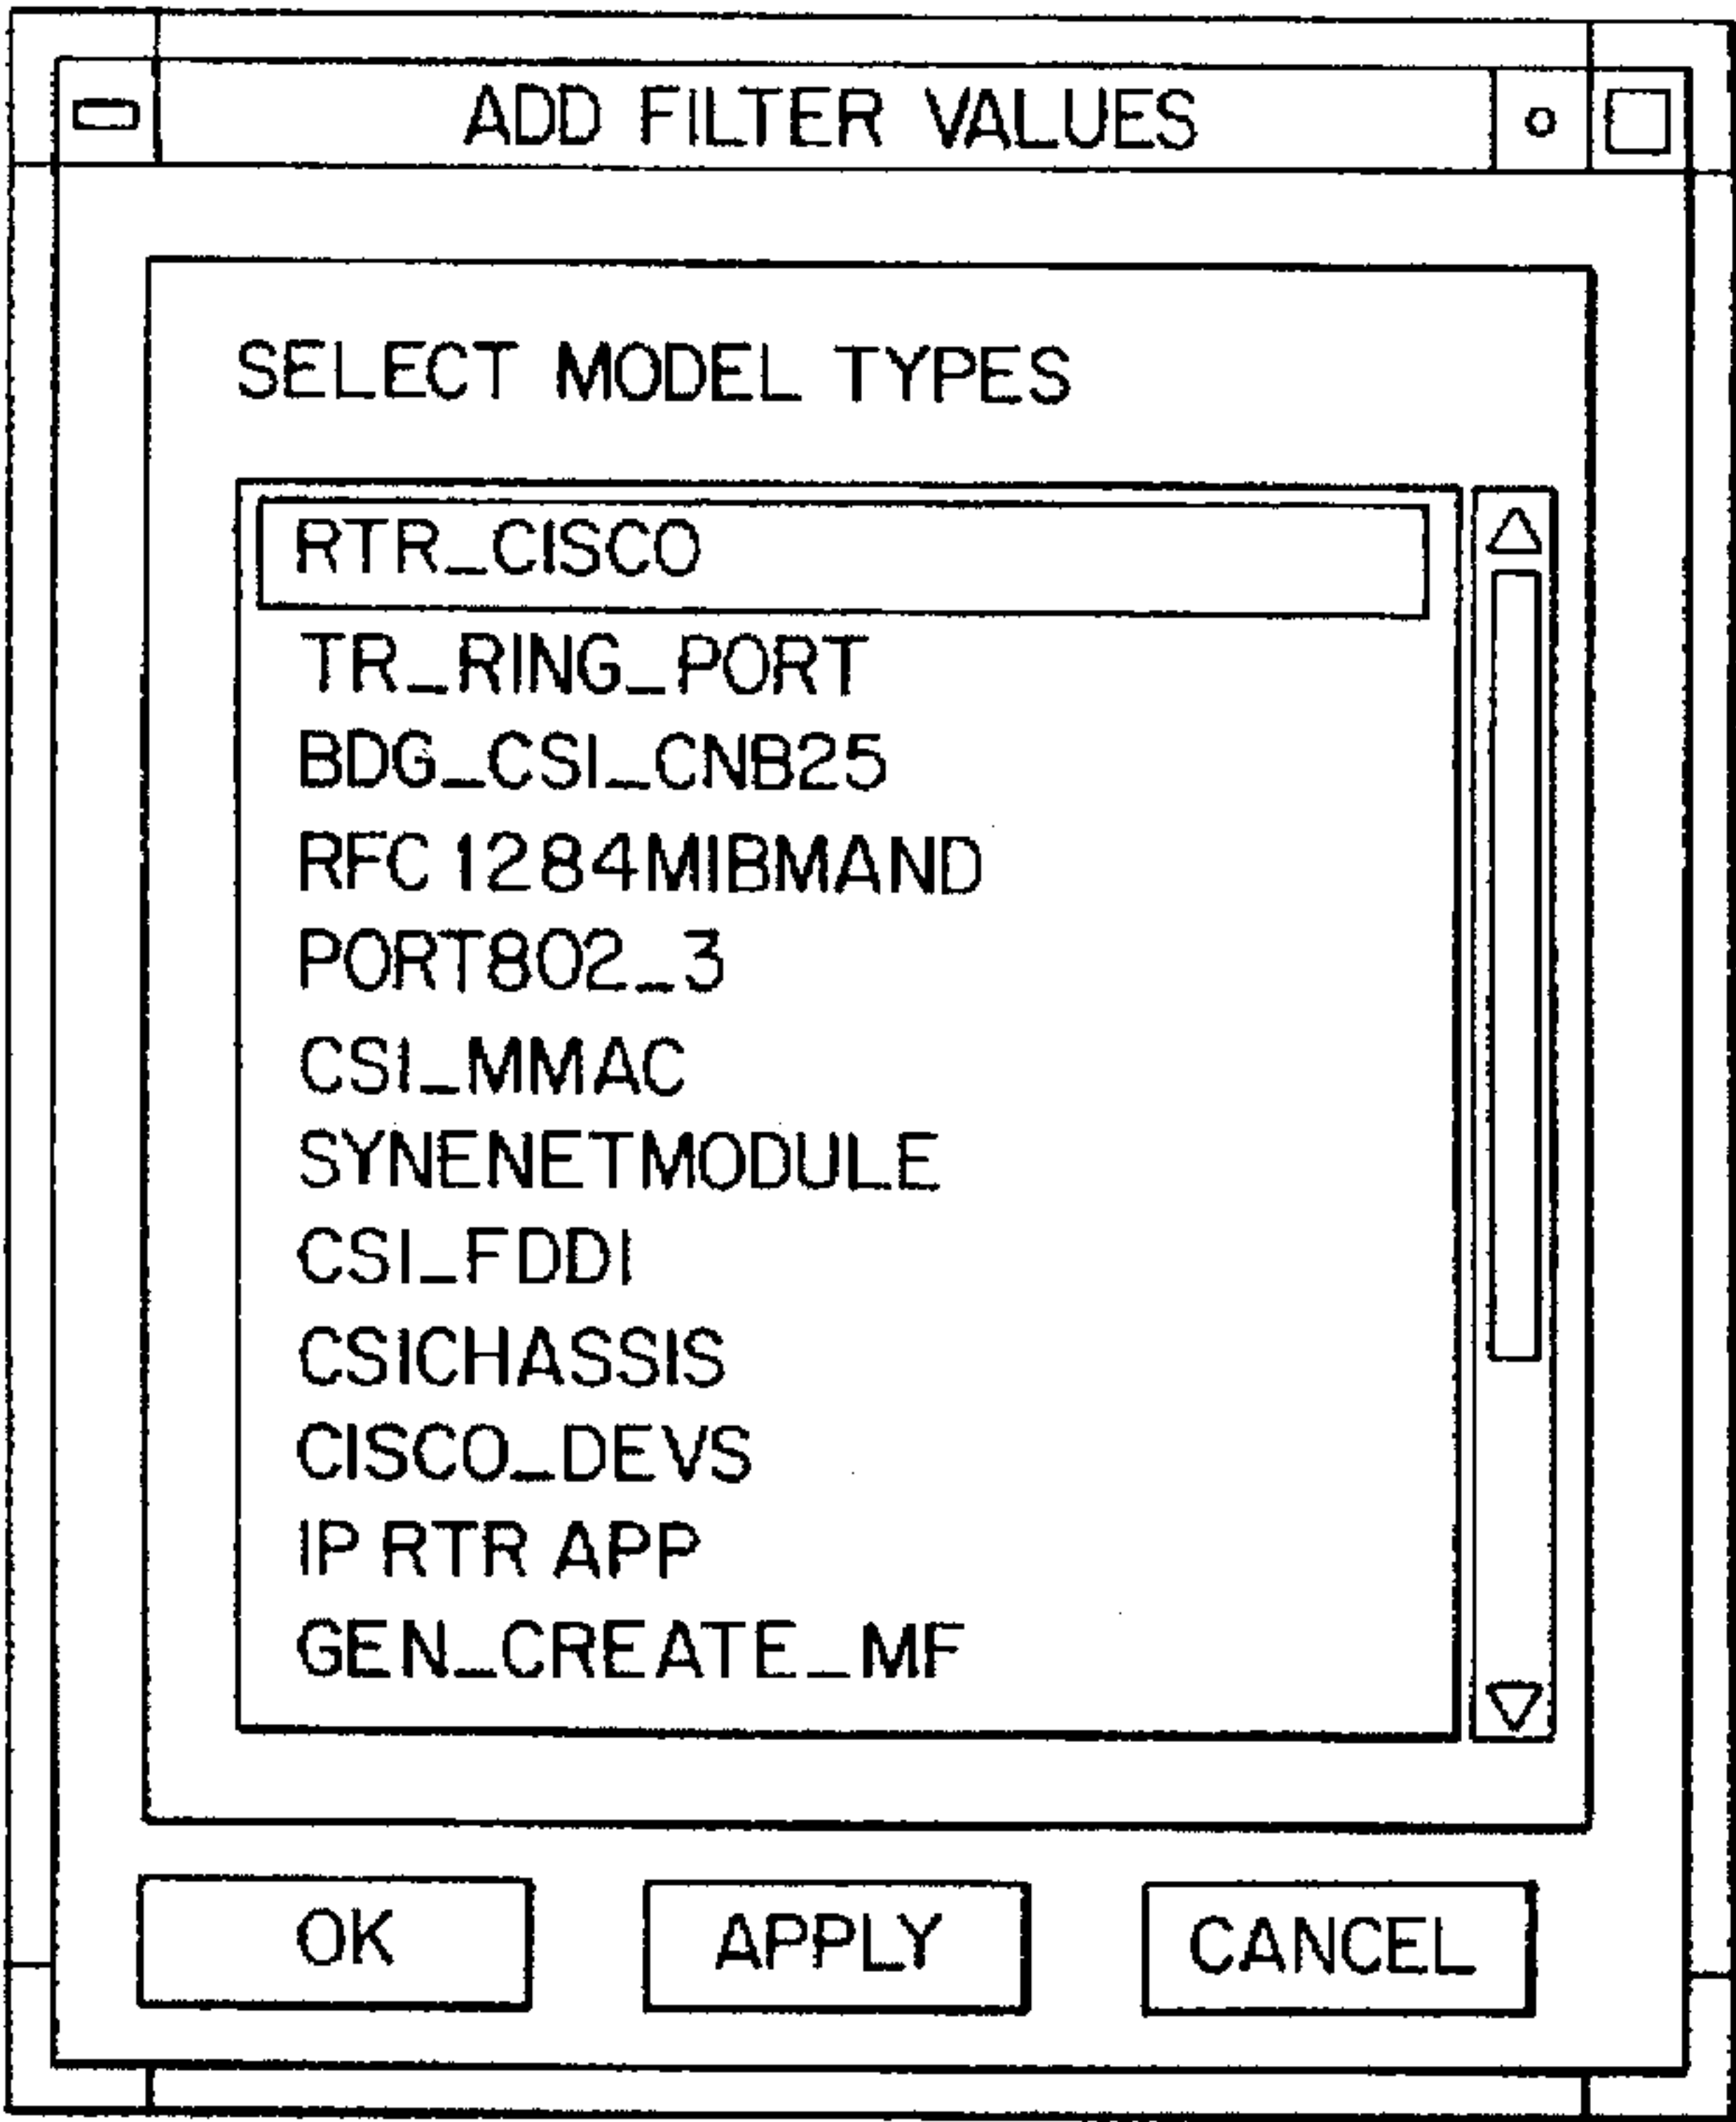 ADD FILTER VALUES
SELECT MODEL TYPES
RTR_CISCO
TR_RING_PORT
BDG_CSI_CNB25
RFC1284MIBMAND
PORT802_3
CSI_MMAC
SYNENETMODULE
CSI_FDDI
CSICHASSIS
CISCO_DEVS
IP RTR APP
GEN_CREATE_MF
OK
APPLY
CANCEL